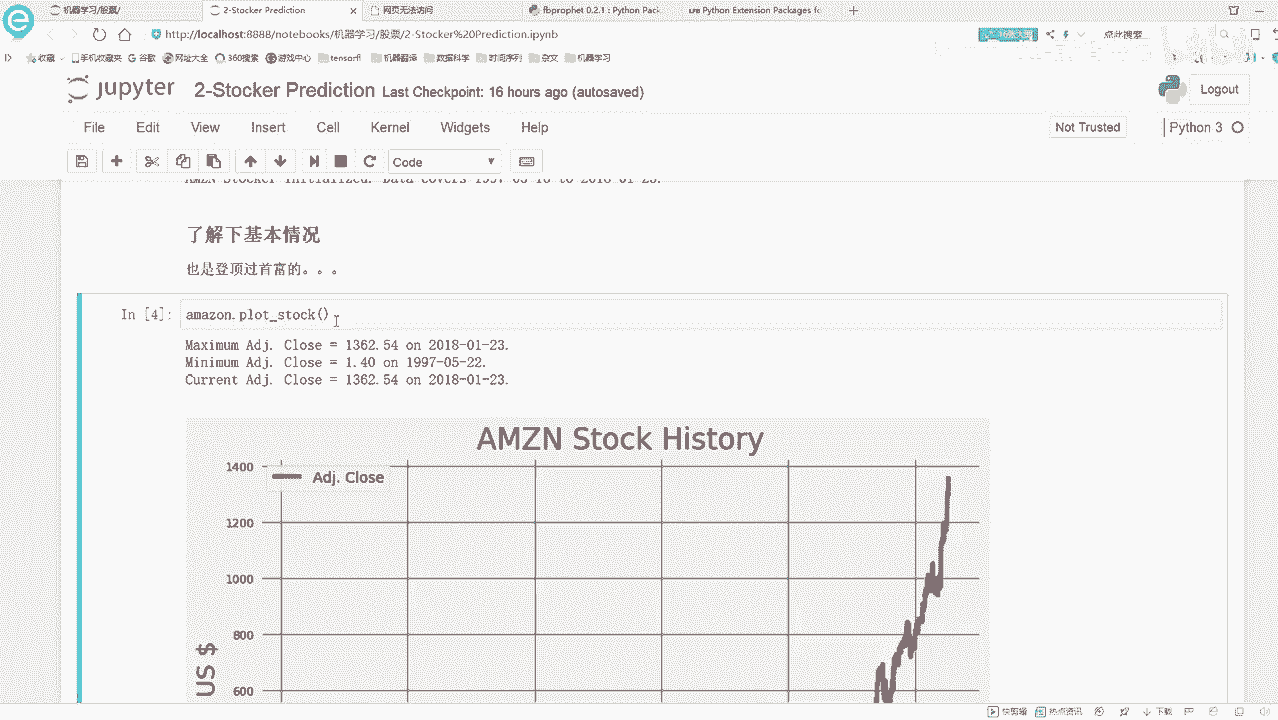 机器学习/股票/
2-Stocker Prediction
网页无法访问
fbprophet 0.2.1 : Python Pac
Python Extension Packages fo
http://localhost:8888/notebooks/机器学习/股票/2-Stocker%20Prediction.ipynb
点此搜索
收藏
手机收藏夹
谷歌
网址大全
360搜索
游戏中心
tensorfl
机器翻译
数据科学
时间序列
杂文
机器学习
jupyter
2-Stocker Prediction Last Checkpoint: 16 hours ago (autosaved)
Logout
File Edit View Insert Cell Kernel Widgets Help
Not Trusted
Python 3
Code
AMZN Stocker Initialized. Data covers 1997-05-16 to 2018-01-23.
了解下基本情况
也是登顶过首富的。。。
In [4]: amazon.plot_stock()
Maximum Adj. Close = 1362.54 on 2018-01-23.
Minimum Adj. Close = 1.40 on 1997-05-22.
Current Adj. Close = 1362.54 on 2018-01-23.
AMZN Stock History
Adj. Close
1400
1200
1000
800
600
US $
快剪辑
热点资讯
下载